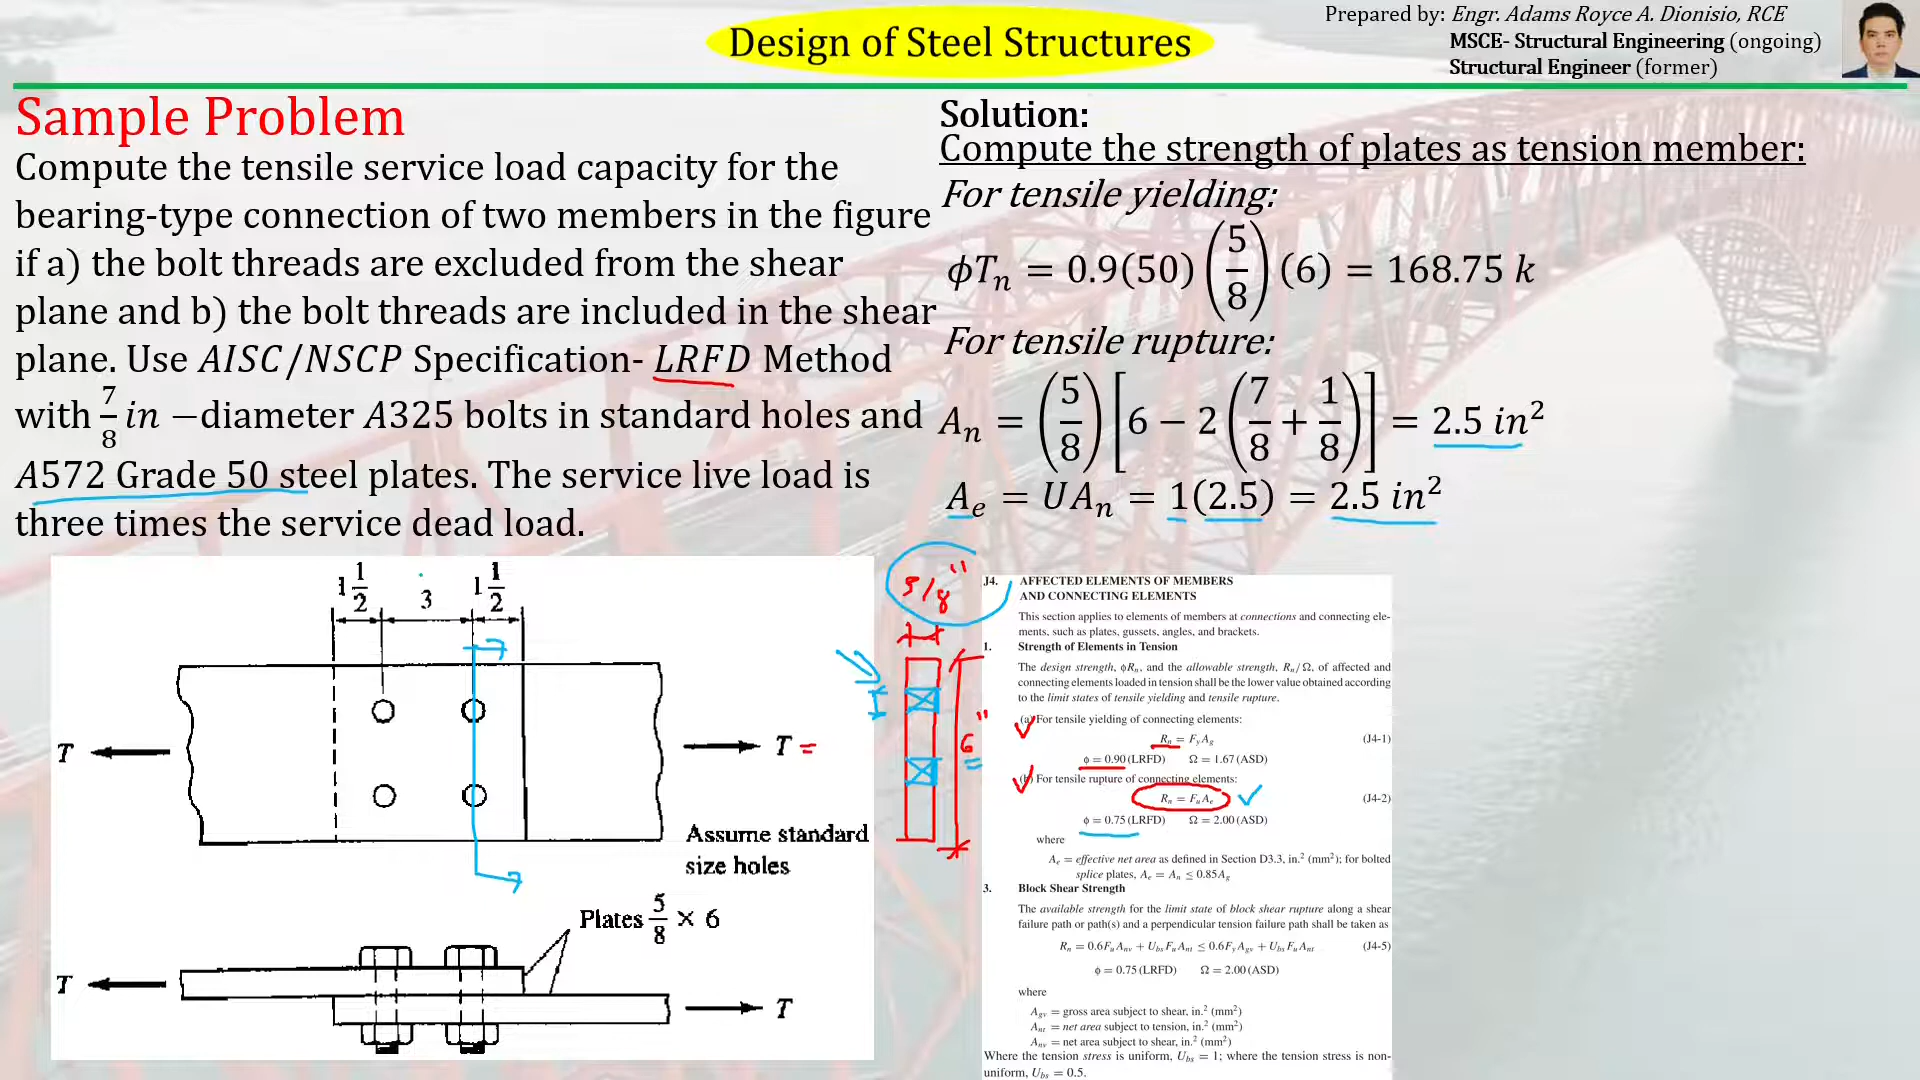 Design of Steel Structures
Prepared by: Engr. Adams Royce A. Dionisio, RCE
MSCE- Structural Engineering (ongoing)
Structural Engineer (former)
Sample Problem
Compute the tensile service load capacity for the
bearing-type connection of two members in the figure
if a) the bolt threads are excluded from the shear
plane and b) the bolt threads are included in the shear
plane. Use AISC/NSCP Specification- LRFD Method
with 7/8 in −diameter A325 bolts in standard holes and
A572 Grade 50 steel plates. The service live load is
three times the service dead load.
1 1/2
3
1 1/2
T
T =
Assume standard
size holes
Plates 5/8 × 6
T
T
Solution:
Compute the strength of plates as tension member:
For tensile yielding:
ϕTn = 0.9(50) (5/8) (6) = 168.75 k
For tensile rupture:
An = (5/8) [6 − 2 (7/8 + 1/8)] = 2.5 in²
Ae = UAn = 1(2.5) = 2.5 in²
5/8"
6"
J4. AFFECTED ELEMENTS OF MEMBERS
AND CONNECTING ELEMENTS
This section applies to elements of members at connections and connecting ele-
ments, such as plates, gussets, angles, and brackets.
1. Strength of Elements in Tension
The design strength, ϕRn, and the allowable strength, Rn/Ω, of affected and
connecting elements loaded in tension shall be the lower value obtained according
to the limit states of tensile yielding and tensile rupture.
(a) For tensile yielding of connecting elements:
Rn = FyAg (J4-1)
ϕ = 0.90 (LRFD) Ω = 1.67 (ASD)
(b) For tensile rupture of connecting elements:
Rn = FuAe (J4-2)
ϕ = 0.75 (LRFD) Ω = 2.00 (ASD)
where
Ae = effective net area as defined in Section D3.3, in.² (mm²); for bolted
splice plates, Ae = An ≤ 0.85Ag
3. Block Shear Strength
The available strength for the limit state of block shear rupture along a shear
failure path or path(s) and a perpendicular tension failure path shall be taken as
Rn = 0.6FuAnv + UbsFuAnt ≤ 0.6FyAgv + UbsFuAnt (J4-5)
ϕ = 0.75 (LRFD) Ω = 2.00 (ASD)
where
Agv = gross area subject to shear, in.² (mm²)
Ant = net area subject to tension, in.² (mm²)
Anv = net area subject to shear, in.² (mm²)
Where the tension stress is uniform, Ubs = 1; where the tension stress is non-
uniform, Ubs = 0.5.